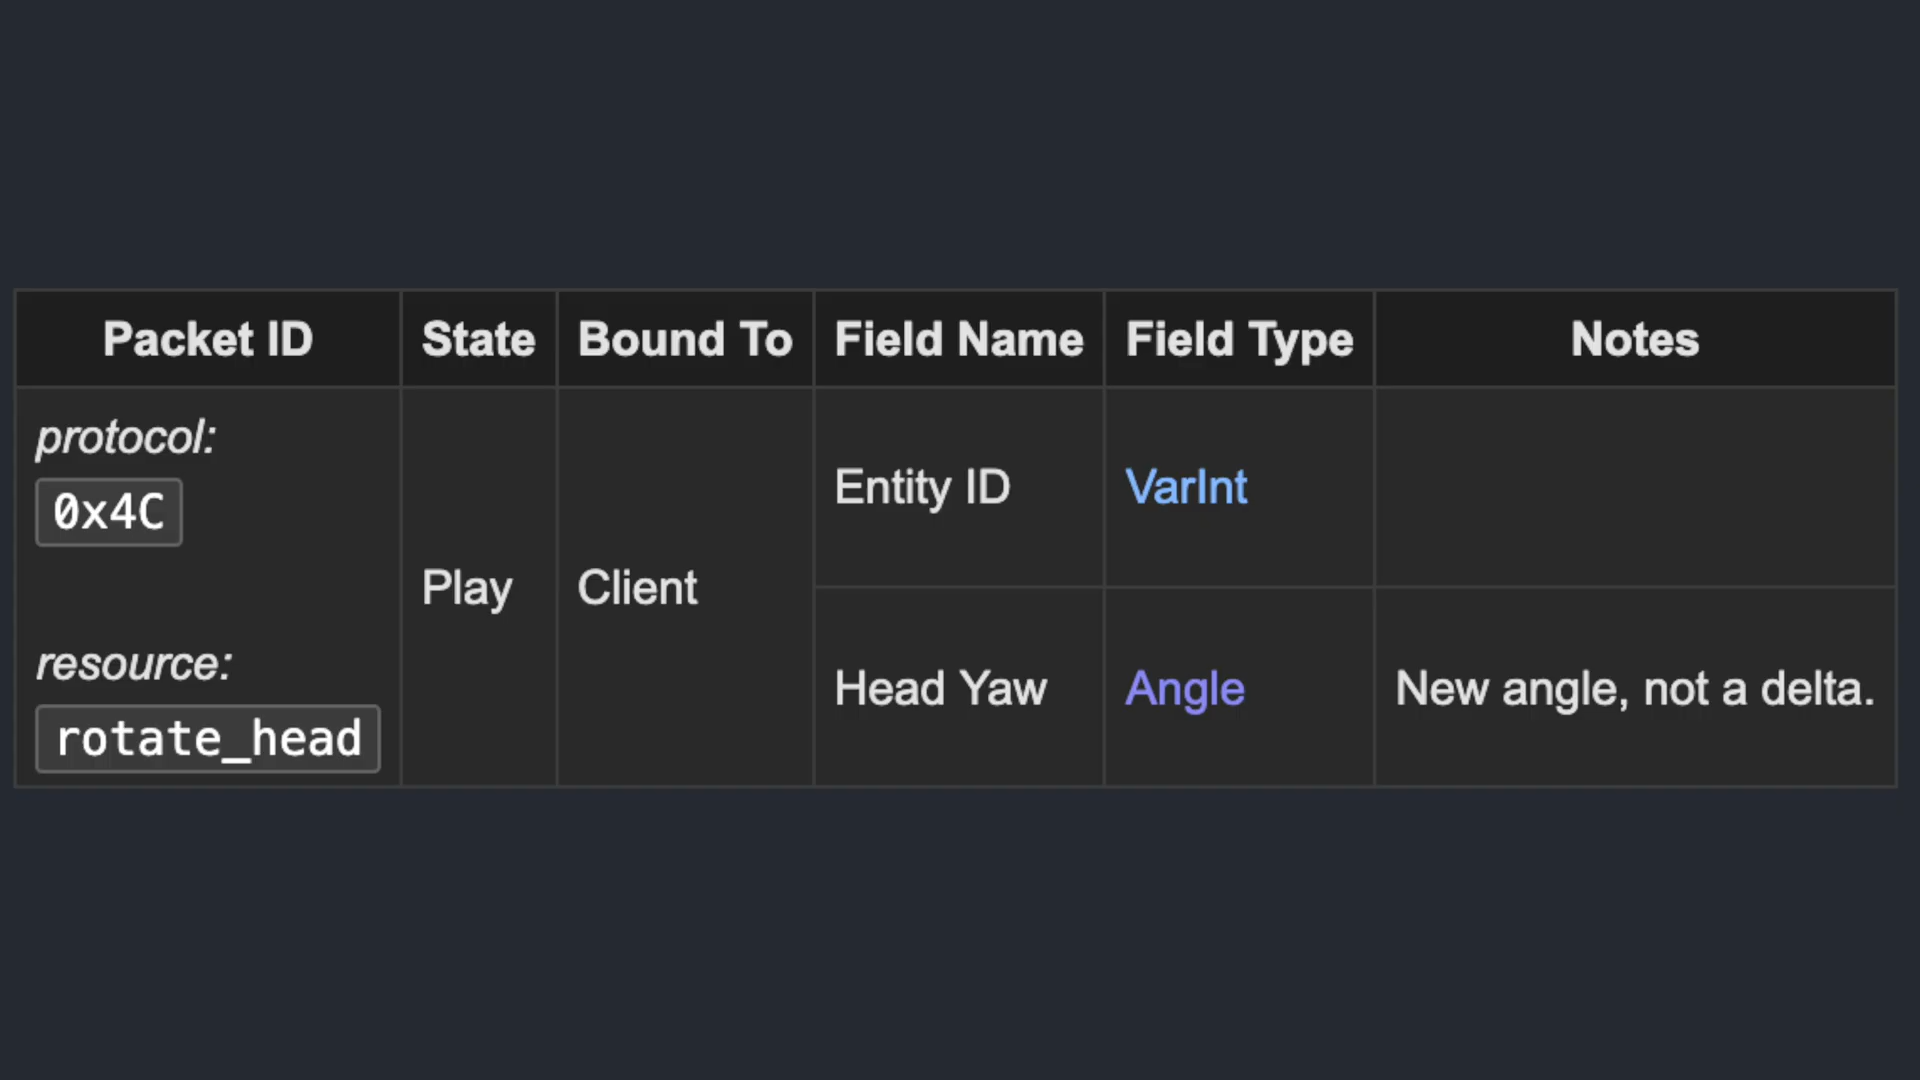 Packet ID State Bound To Field Name Field Type Notes
protocol:
0x4C
resource:
rotate_head
Play
Client
Entity ID VarInt
Head Yaw Angle New angle, not a delta.